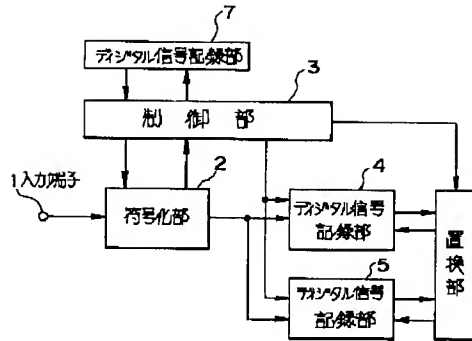 7
ディジタル信号記録部
3
制御部
2
1入力端子
符号化部
4
ディジタル信号
記録部
5
ディジタル信号
記録部
置換部